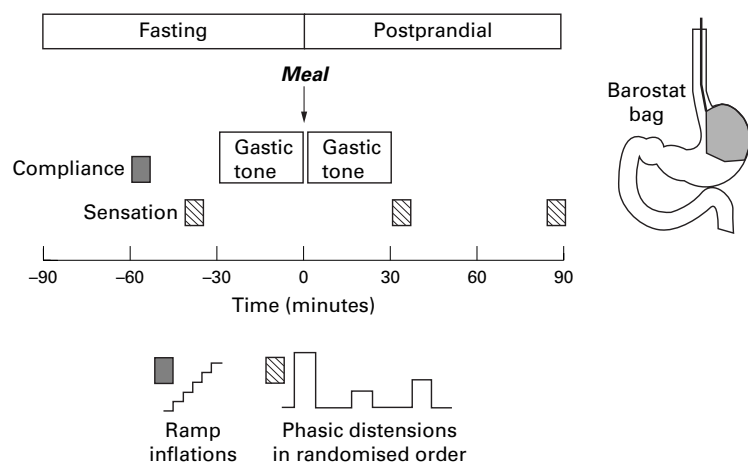 Fasting
Postprandial
Meal
Barostat
bag
Gastic
tone
Gastic
tone
Compliance
Sensation
–90
–60
–30
0
30
60
90
Time (minutes)
Ramp
inflations
Phasic distensions
in randomised order